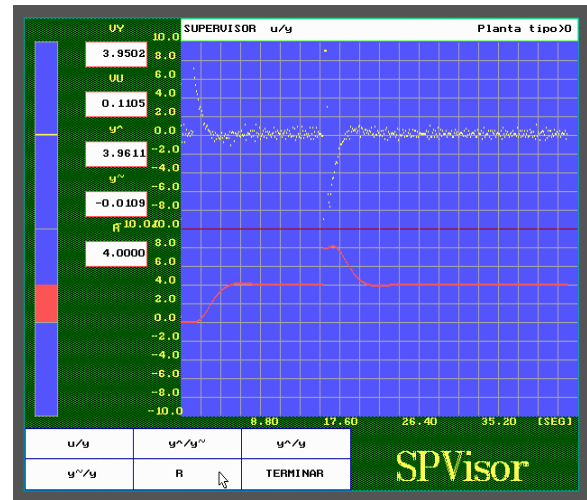 VY
10.0
SUPERVISOR u/y
Planta tipo>0
3.9502
8.0
VU
6.0
4.0
0.1105
2.0
y^
0.0
3.9611
-2.0
y~
-4.0
-6.0
-0.0109
-8.0
R
8.0
4.0000
6.0
4.0
2.0
0.0
-2.0
-4.0
-6.0
-8.0
-10.0
8.80
17.60
26.40
35.20
[SEG]
u/y
y^/y~
y^/y
y~/y
R
TERMINAR
SPVisor